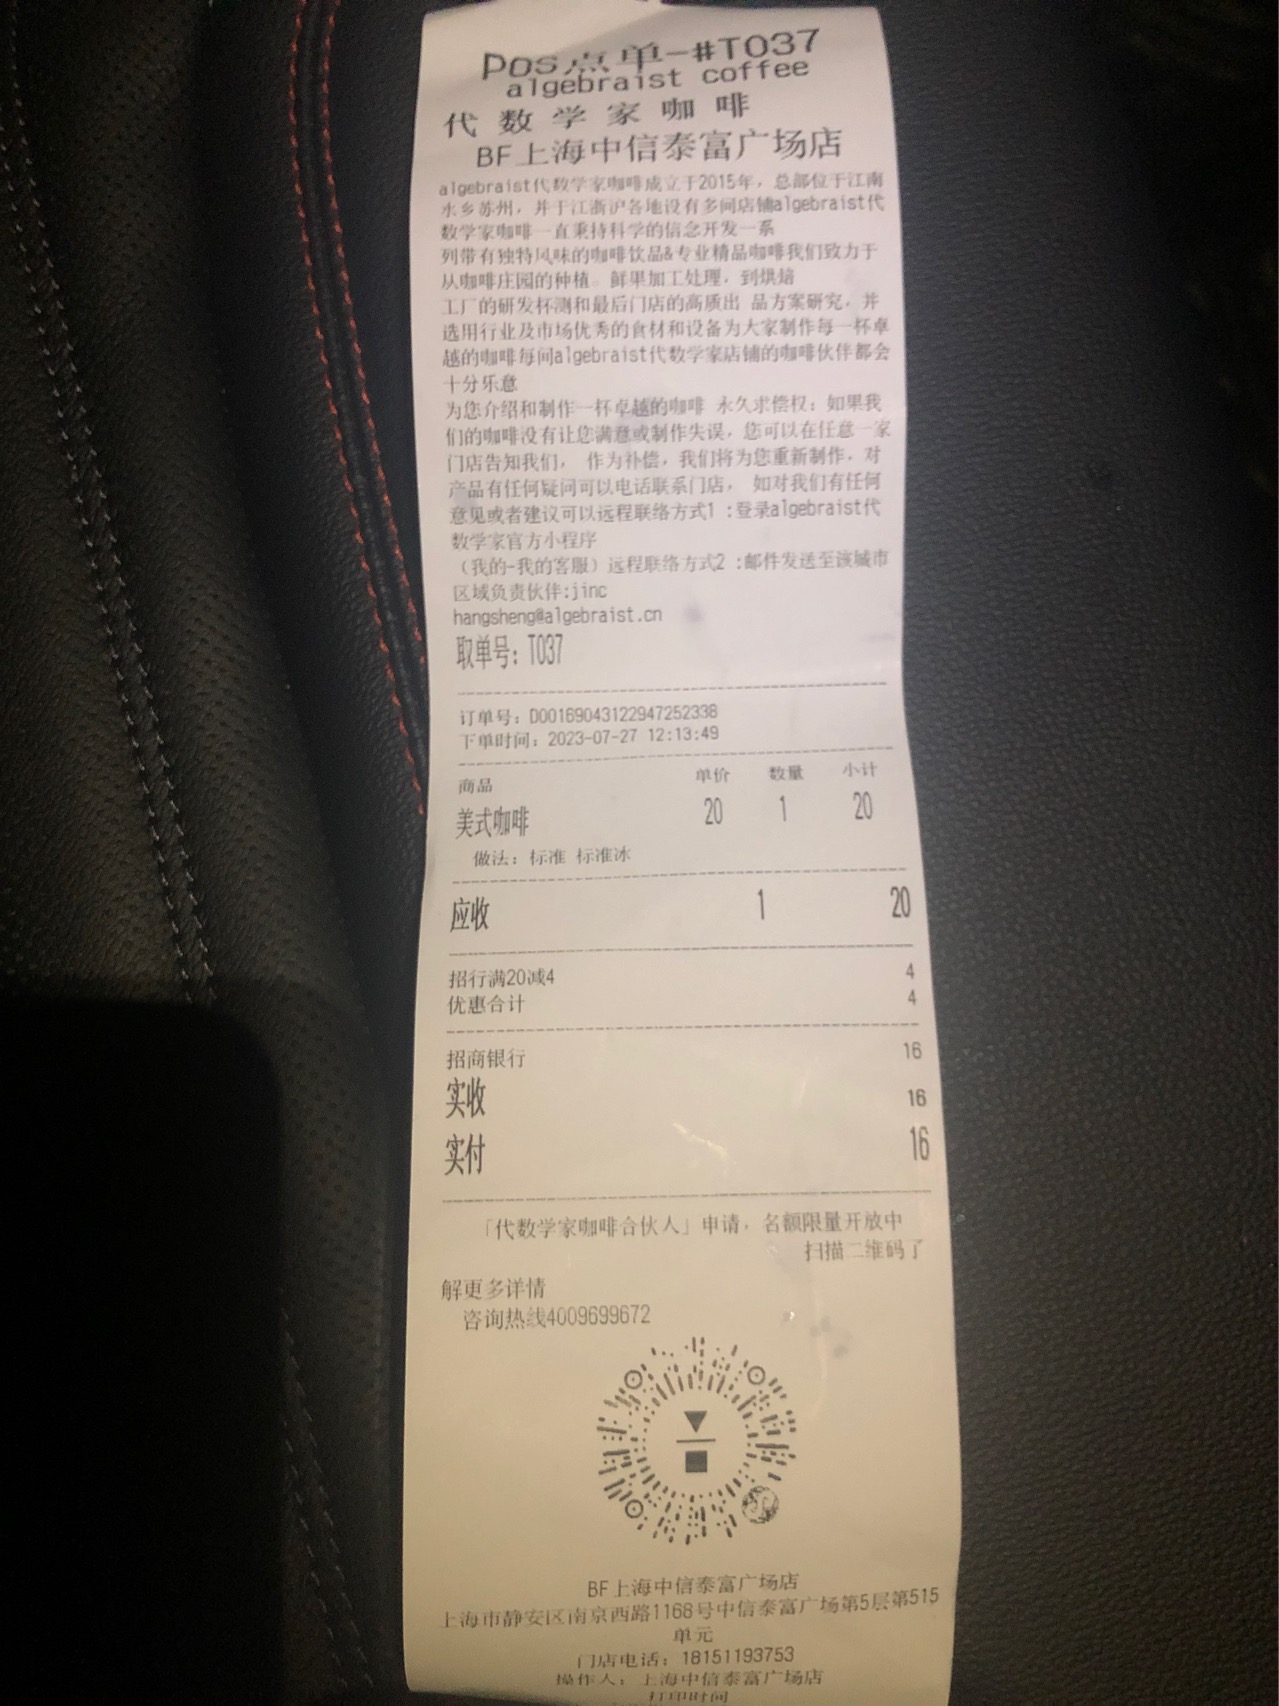 Pos点单-#T037
algebraist coffee
代数学家咖啡
BF上海中信泰富广场店
algebraist代数学家咖啡成立于2015年，总部位于江南
水乡苏州，并于江浙沪各地设有多间店铺algebraist代
数学家咖啡一直秉持科学的信念开发一系
列带有独特风味的咖啡饮品&专业精品咖啡我们致力于
从咖啡庄园的种植。鲜果加工处理，到烘焙
工厂的研发杯测和最后门店的高质出 品方案研究，并
选用行业及市场优秀的食材和设备为大家制作每一杯卓
越的咖啡每间algebraist代数学家店铺的咖啡伙伴都会
十分乐意
为您介绍和制作一杯卓越的咖啡 永久求偿权：如果我
们的咖啡没有让您满意或制作失误，您可以在任意一家
门店告知我们， 作为补偿，我们将为您重新制作，对
产品有任何疑问可以电话联系门店， 如对我们有任何
意见或者建议可以远程联络方式1 :登录algebraist代
数学家官方小程序
（我的-我的客服）远程联络方式2 :邮件发送至该城市
区域负责伙伴:jinc
hangsheng@algebraist.cn
取单号：T037
订单号：D001690431229472523​38
下单时间：2023-07-27 12:13:49
商品 单价 数量 小计
美式咖啡 20 1 20
做法：标准 标准冰
应收 1 20
招行满20减4 4
优惠合计 4
招商银行 16
实收 16
实付 16
「代数学家咖啡合伙人」申请，名额限量开放中
扫描二维码了
解更多详情
咨询热线4009699672
BF上海中信泰富广场店
上海市静安区南京西路1168号中信泰富广场第5层第515
单元
门店电话：18151193753
操作人：上海中信泰富广场店
打印时间